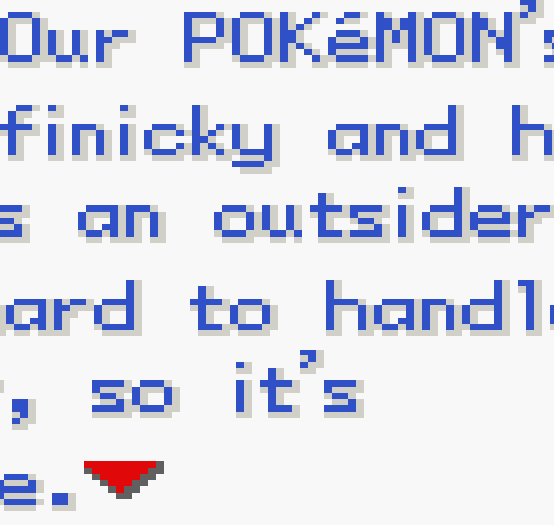 Our POKéMON's
finicky and h
s an outsider
ard to handl
, so it's
e.